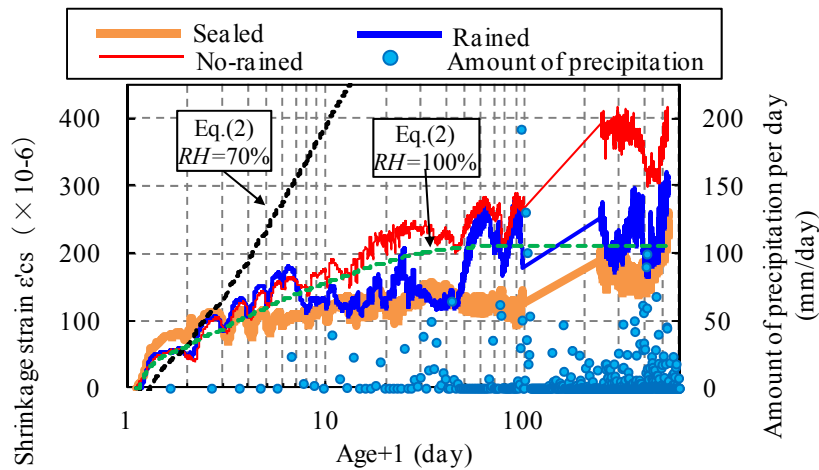 Sealed
Rained
No-rained
Amount of precipitation
Shrinkage strain ε'cs ( × 10-6)
400
300
200
100
0
Eq.(2)
RH=70%
Eq.(2)
RH=100%
200
150
100
50
0
Amount of precipitation per day
(mm/day)
1
10
100
Age+1 (day)